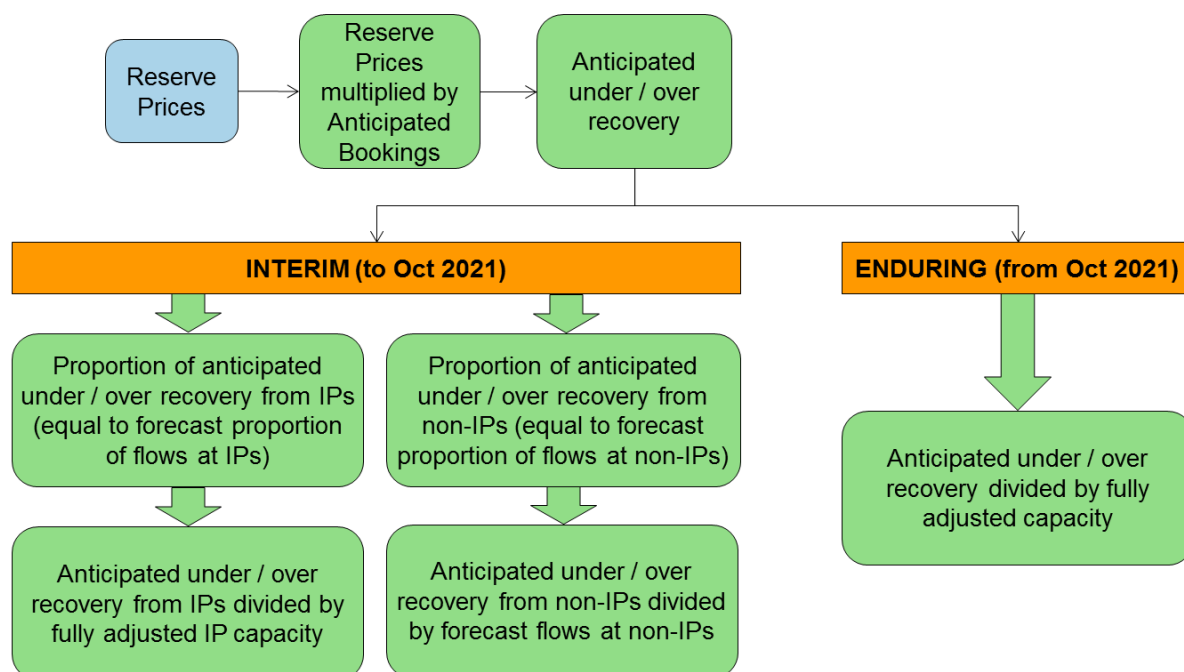 Reserve
Prices
Reserve
Prices
multiplied by
Anticipated
Bookings
Anticipated
under / over
recovery
INTERIM (to Oct 2021)
ENDURING (from Oct 2021)
Proportion of anticipated
under / over recovery from IPs
(equal to forecast proportion
of flows at IPs)
Proportion of anticipated
under / over recovery from
non-IPs (equal to forecast
proportion of flows at non-IPs)
Anticipated under / over
recovery divided by fully
adjusted capacity
Anticipated under / over
recovery from IPs divided by
fully adjusted IP capacity
Anticipated under / over
recovery from non-IPs divided
by forecast flows at non-IPs